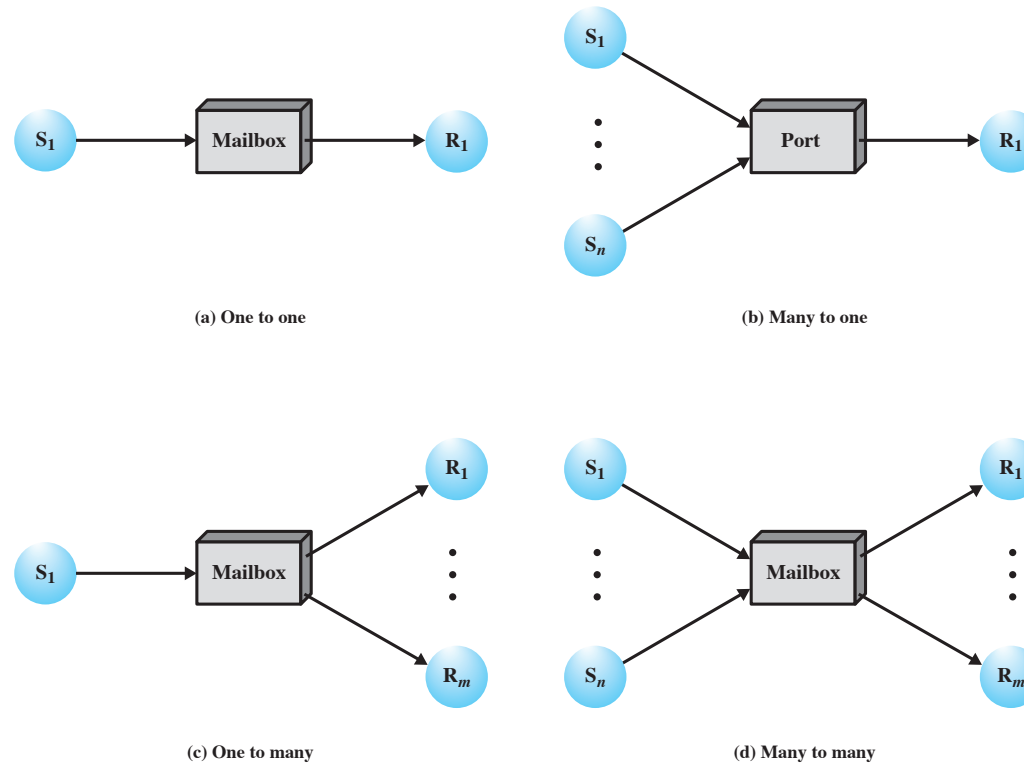 S1
Mailbox
R1
(a) One to one
S1
Sn
Port
R1
(b) Many to one
S1
Mailbox
R1
Rm
(c) One to many
S1
Sn
Mailbox
R1
Rm
(d) Many to many